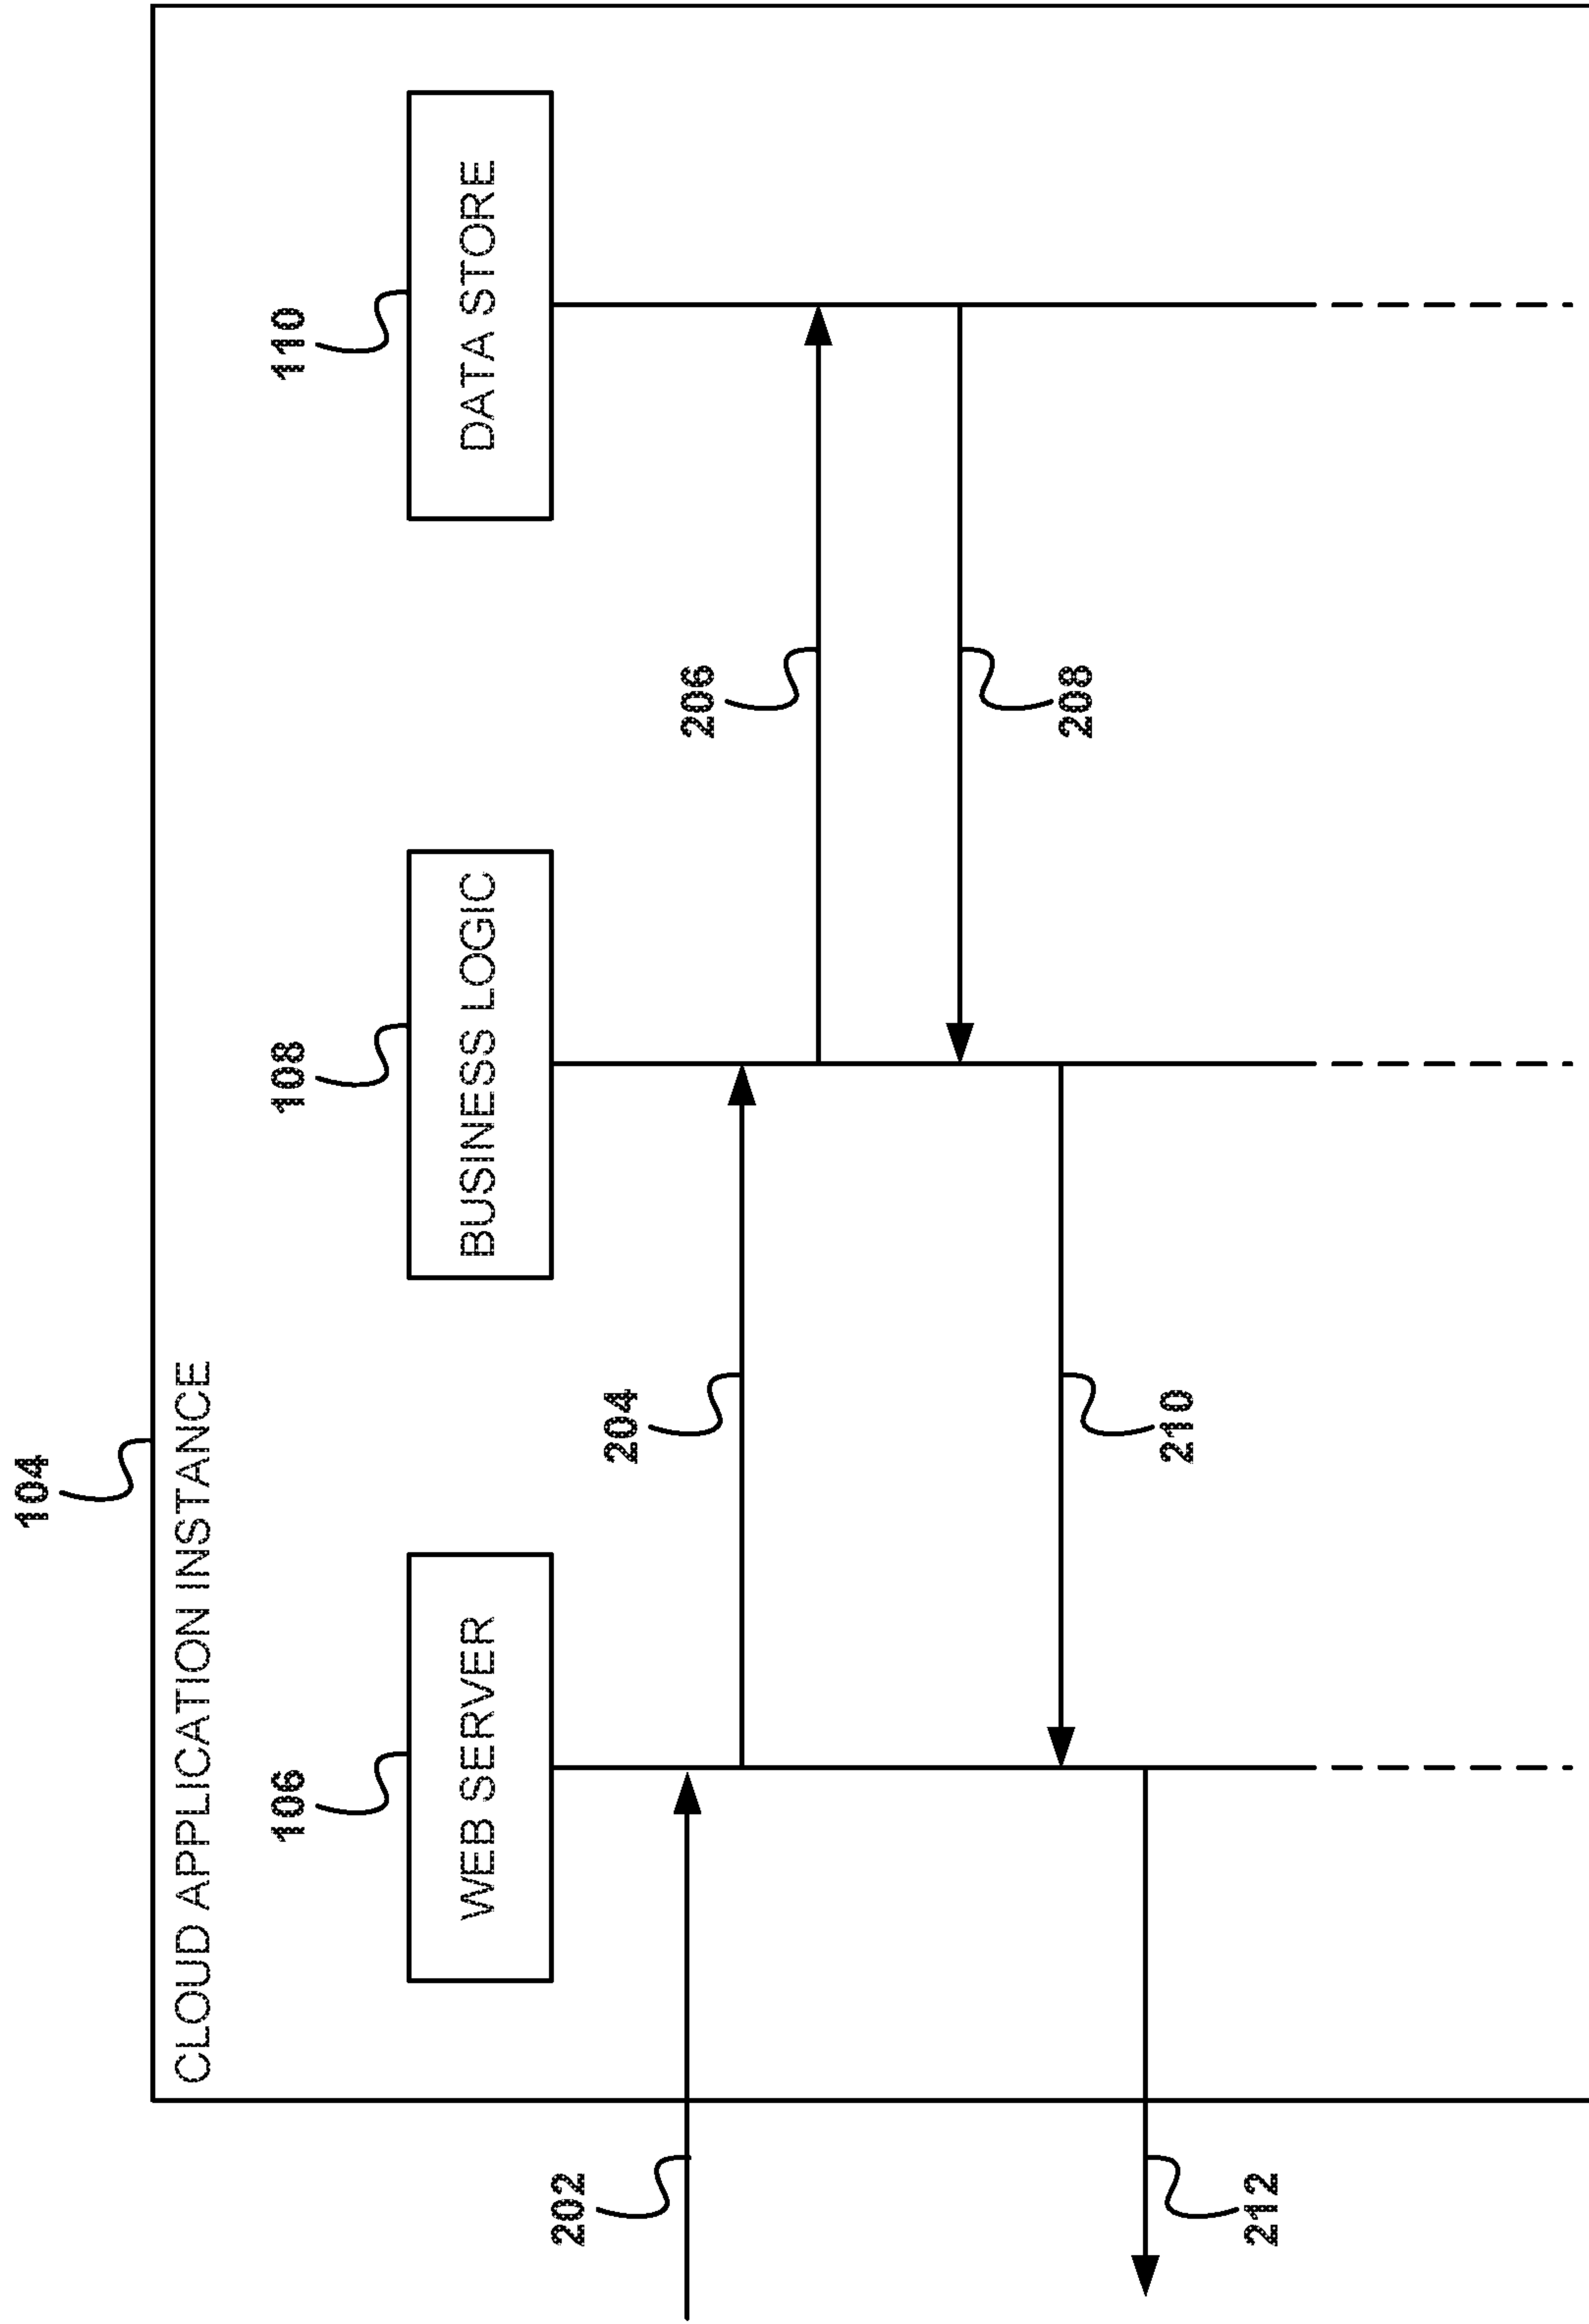 104
CLOUD APPLICATION INSTANCE
106
108
110
WEB SERVER
BUSINESS LOGIC
DATA STORE
202
204
206
208
210
212